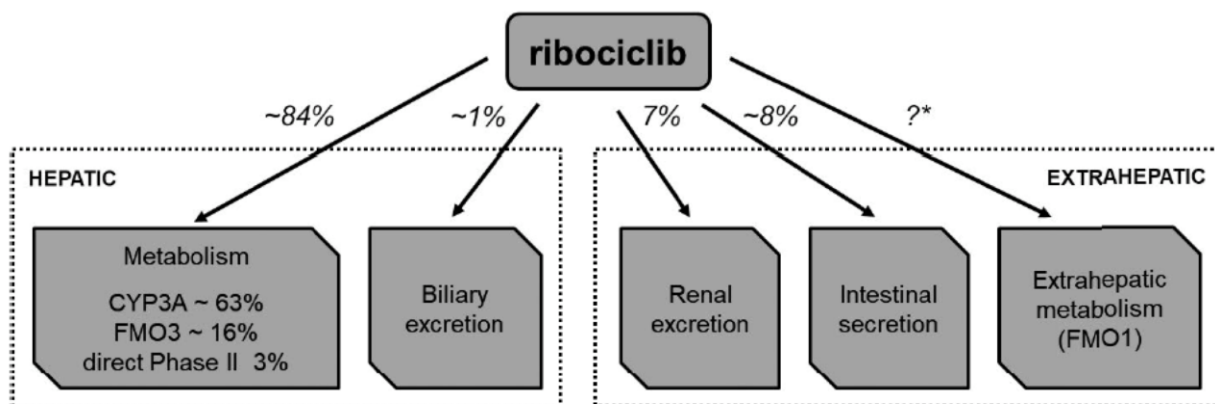 ribociclib
~84%
~1%
7%
~8%
?*
HEPATIC
EXTRAHEPATIC
Metabolism
CYP3A ~ 63%
FMO3 ~ 16%
direct Phase II 3%
Biliary
excretion
Renal
excretion
Intestinal
secretion
Extrahepatic
metabolism
(FMO1)